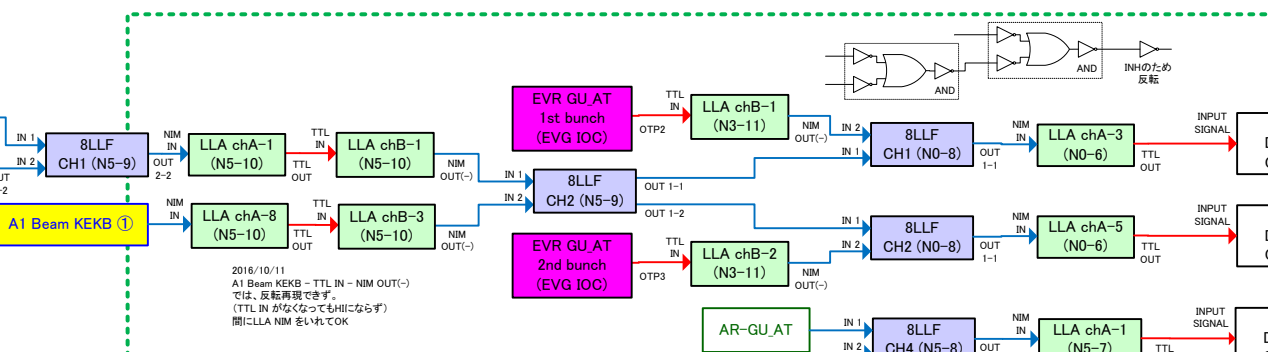 AND
AND
INHのため
反転
EVR GU_AT
1st bunch
(EVG IOC)
OTP2
TTL
IN
LLA chB-1
(N3-11)
NIM
OUT(-)
IN 2
IN 1
8LLF
CH1 (N0-8)
OUT
1-1
NIM
IN
LLA chA-3
(N0-6)
TTL
OUT
INPUT
SIGNAL
IN 1
IN 2
8LLF
CH1 (N5-9)
NIM
IN
OUT
2-2
LLA chA-1
(N5-10)
TTL
OUT
TTL
IN
LLA chB-1
(N5-10)
NIM
OUT(-)
IN 1
IN 2
8LLF
CH2 (N5-9)
OUT 1-1
OUT 1-2
A1 Beam KEKB ①
NIM
IN
LLA chA-8
(N5-10)
TTL
OUT
TTL
IN
LLA chB-3
(N5-10)
NIM
OUT(-)
EVR GU_AT
2nd bunch
(EVG IOC)
OTP3
TTL
IN
LLA chB-2
(N3-11)
NIM
OUT(-)
IN 1
IN 2
8LLF
CH2 (N0-8)
OUT
1-1
NIM
IN
LLA chA-5
(N0-6)
TTL
OUT
INPUT
SIGNAL
2016/10/11
A1 Beam KEKB - TTL IN - NIM OUT(-)
では、反転再現できず。
(TTL IN がなくなってもHIにならず)
間にLLA NIM をいれてOK
AR-GU_AT
IN 1
IN 2
8LLF
CH4 (N5-8)
OUT
NIM
IN
LLA chA-1
(N5-7)
TTL
INPUT
SIGNAL